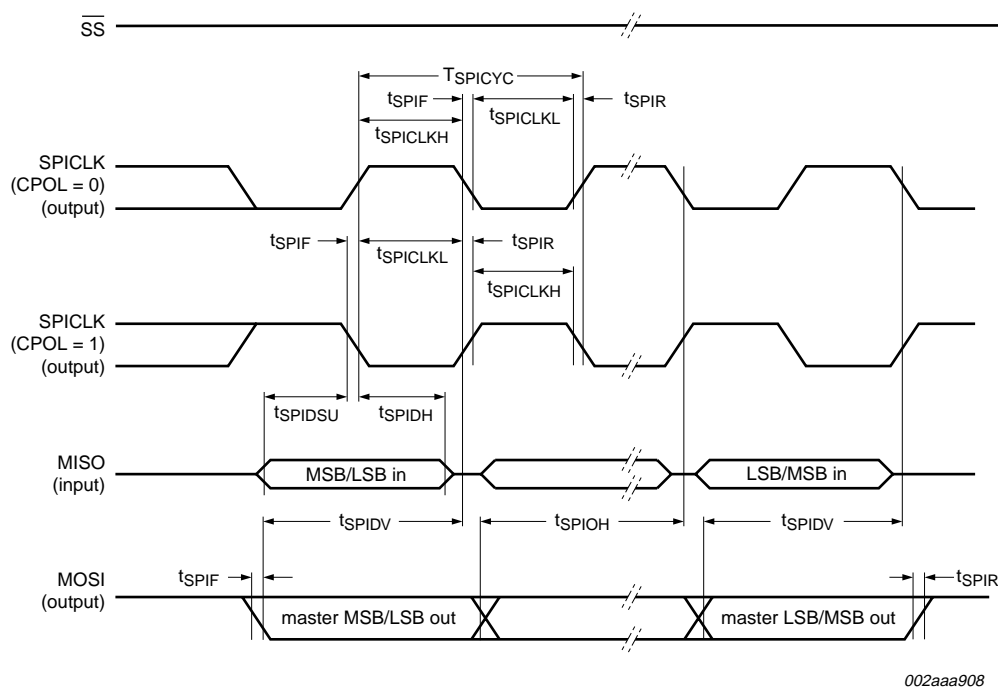 SS
TSPICYC
tSPIF
tSPICLKL
tSPIR
tSPICLKH
SPICLK
(CPOL = 0)
(output)
tSPIF
tSPICLKL
tSPIR
tSPICLKH
SPICLK
(CPOL = 1)
(output)
tSPIDSU
tSPIDH
MISO
(input)
MSB/LSB in
LSB/MSB in
tSPIDV
tSPIOH
tSPIDV
tSPIF
tSPIR
MOSI
(output)
master MSB/LSB out
master LSB/MSB out
002aaa908